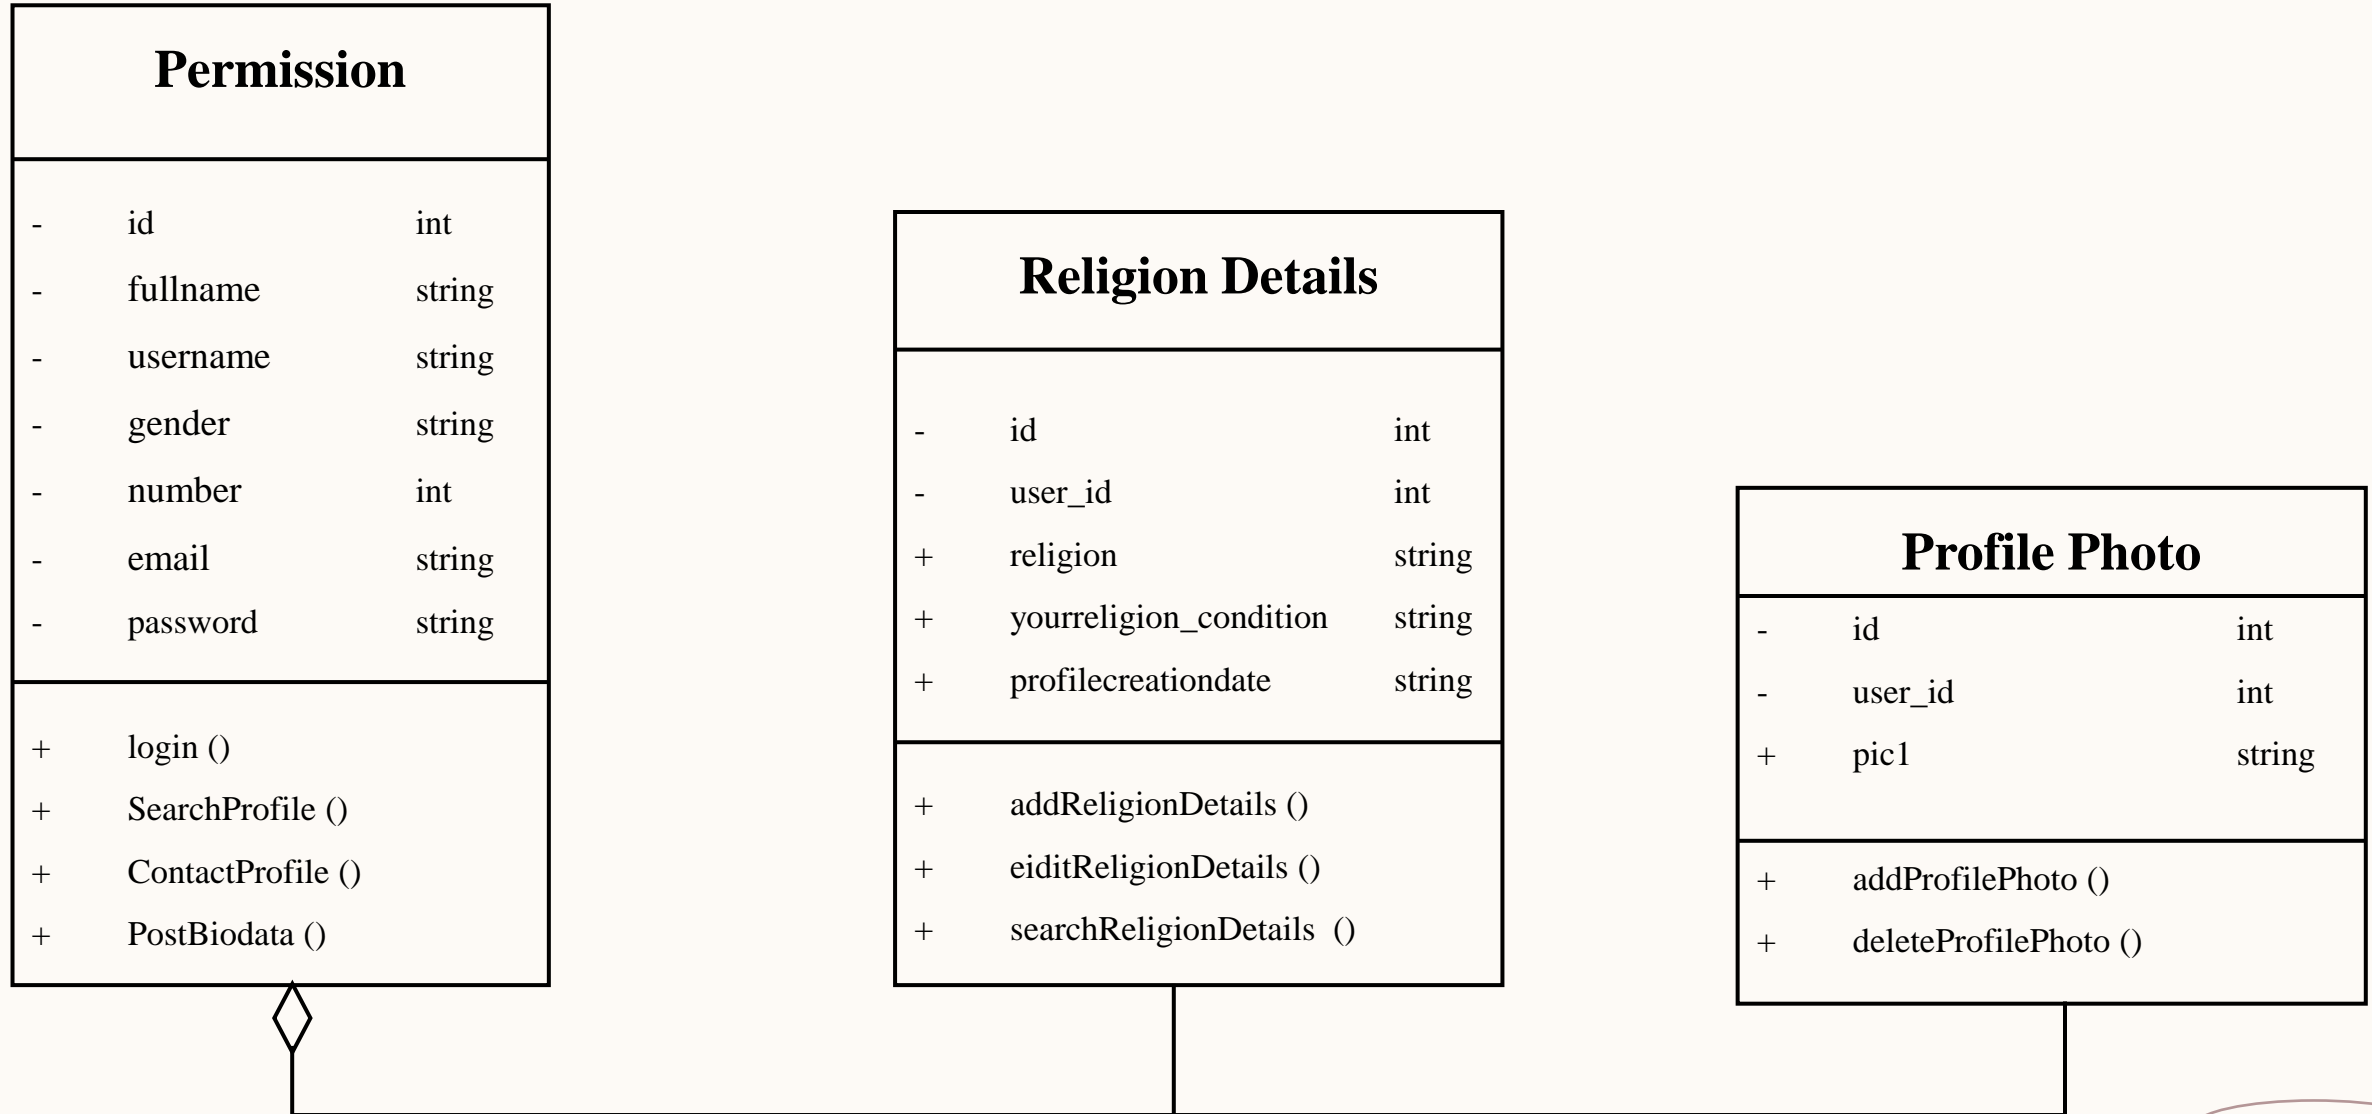 Permission
- id int
- fullname string
- username string
- gender string
- number int
- email string
- password string
+ login ()
+ SearchProfile ()
+ ContactProfile ()
+ PostBiodata ()
Religion Details
- id int
- user_id int
+ religion string
+ yourreligion_condition string
+ profilecreationdate string
+ addReligionDetails ()
+ eiditReligionDetails ()
+ searchReligionDetails ()
Profile Photo
- id int
- user_id int
+ pic1 string
+ addProfilePhoto ()
+ deleteProfilePhoto ()